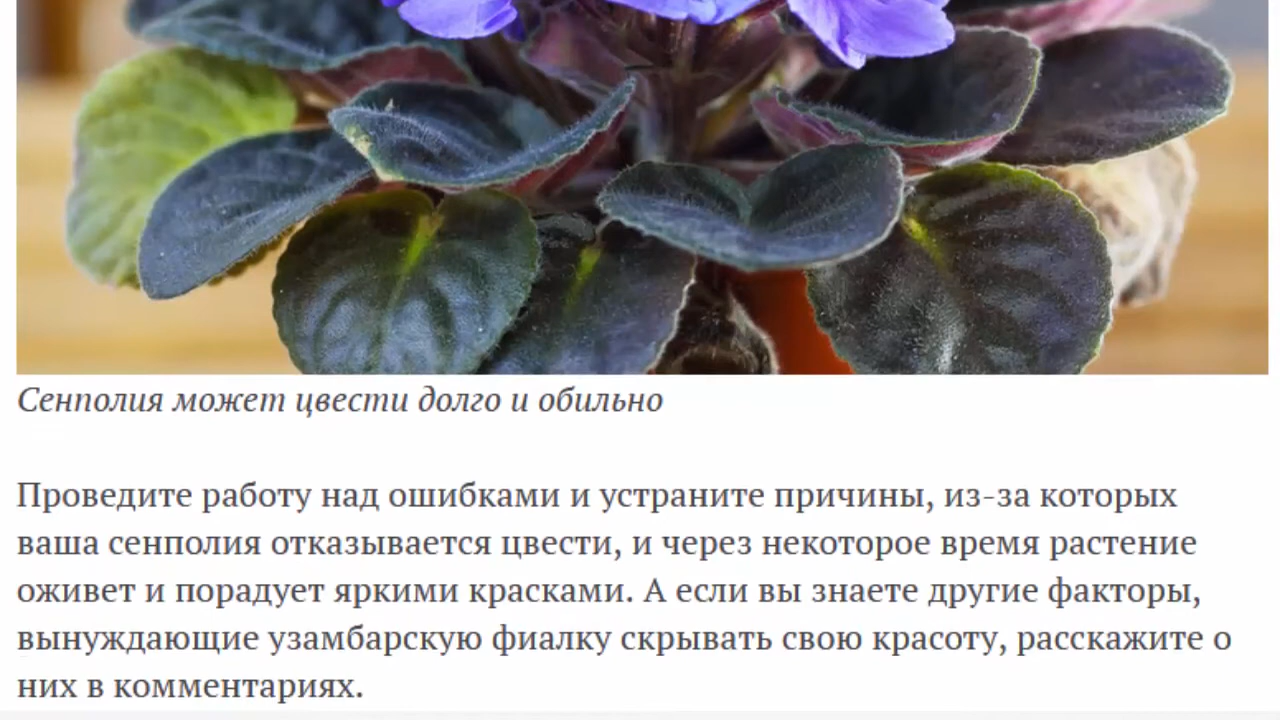 Сенполия может цвести долго и обильно
Проведите работу над ошибками и устраните причины, из-за которых
ваша сенполия отказывается цвести, и через некоторое время растение
оживет и порадует яркими красками. А если вы знаете другие факторы,
вынуждающие узамбарскую фиалку скрывать свою красоту, расскажите о
них в комментариях.